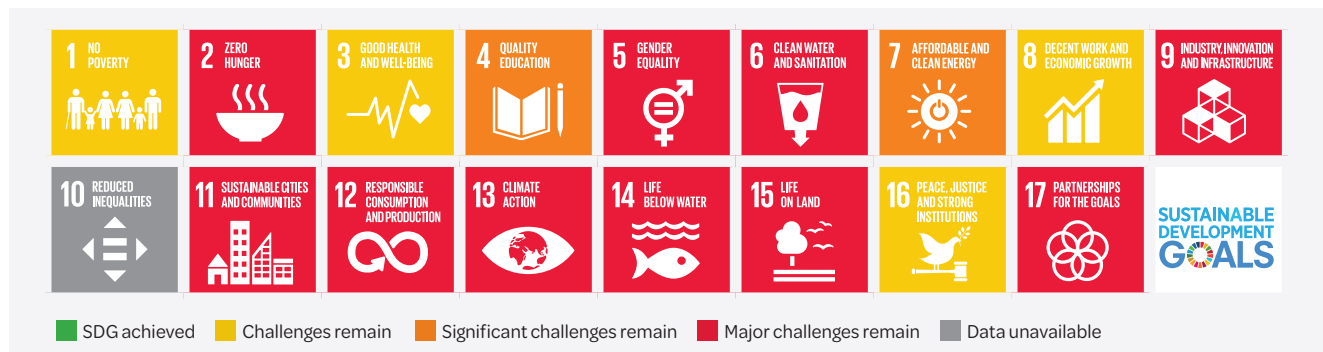 1 NO
POVERTY
2 ZERO
HUNGER
3 GOOD HEALTH
AND WELL-BEING
4 QUALITY
EDUCATION
5 GENDER
EQUALITY
6 CLEAN WATER
AND SANITATION
7 AFFORDABLE AND
CLEAN ENERGY
8 DECENT WORK AND
ECONOMIC GROWTH
9 INDUSTRY, INNOVATION
AND INFRASTRUCTURE
10 REDUCED
INEQUALITIES
11 SUSTAINABLE CITIES
AND COMMUNITIES
12 RESPONSIBLE
CONSUMPTION
AND PRODUCTION
13 CLIMATE
ACTION
14 LIFE
BELOW WATER
15 LIFE
ON LAND
16 PEACE, JUSTICE
AND STRONG
INSTITUTIONS
17 PARTNERSHIPS
FOR THE GOALS
SUSTAINABLE
DEVELOPMENT
GOALS
SDG achieved Challenges remain Significant challenges remain Major challenges remain Data unavailable